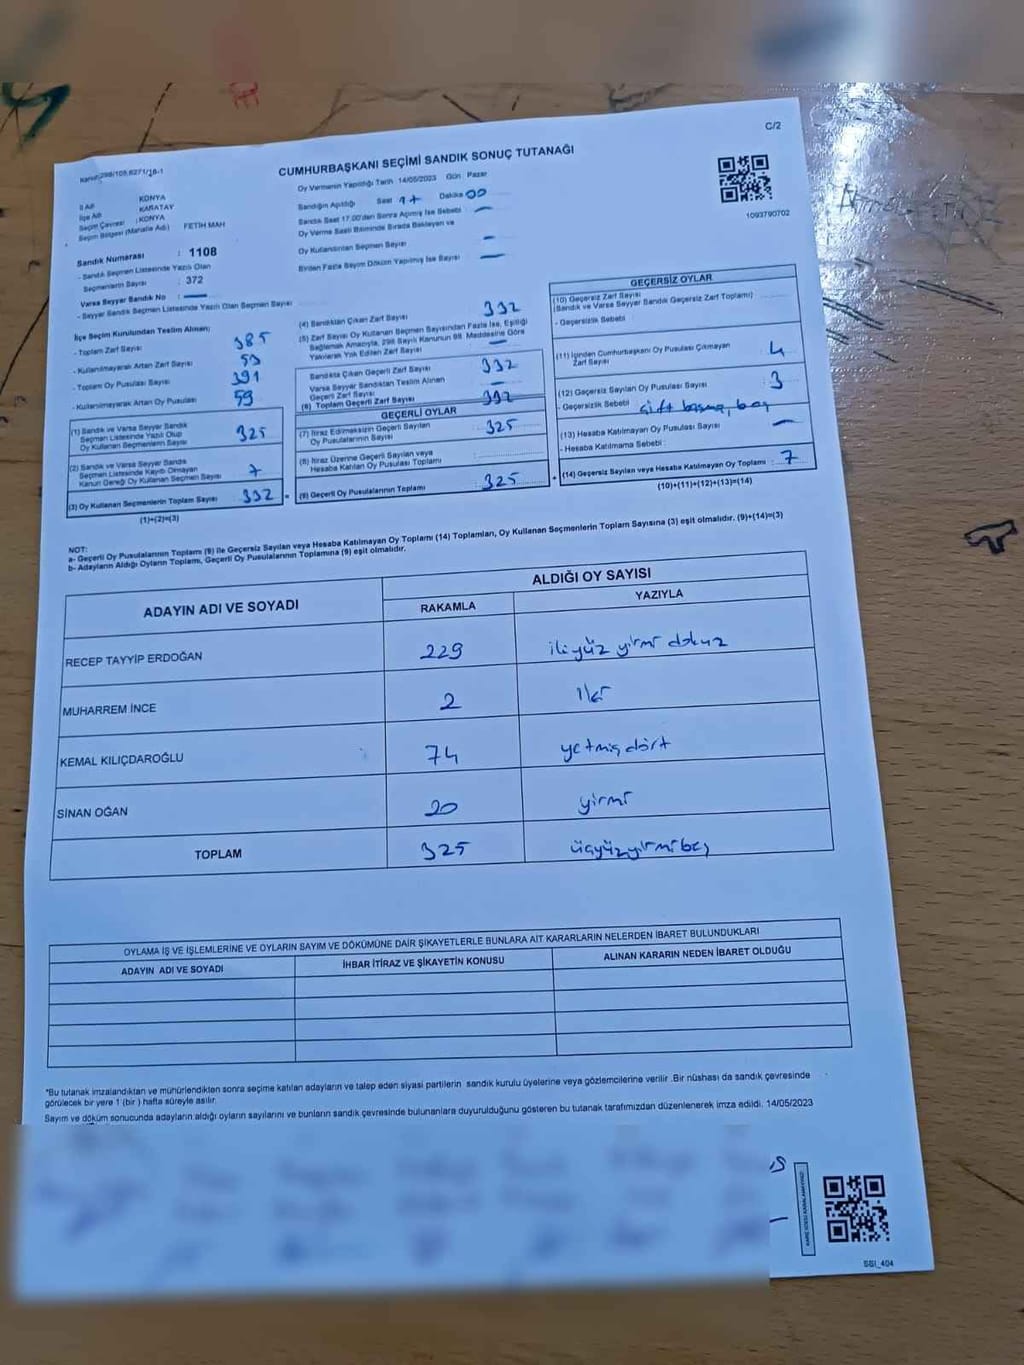 C/2
CUMHURBAŞKANI SEÇİMİ SANDIK SONUÇ TUTANAĞI
1093790702
İl Adı : KONYA
İlçe Adı : KARATAY
Seçim Çevresi : KONYA
Seçim Bölgesi (Mahalle Adı) FETİH MAH
Sandık Numarası : 1108
- Sandık Seçmen Listesinde Yazılı Olan
Seçmenlerin Sayısı : 372
Varsa Seyyar Sandık No : —
- Seyyar Sandık Seçmen Listesinde Yazılı Olan Seçmen Sayısı
Oy Vermenin Yapıldığı Tarih 14/05/2023 Gün Pazar
Sandığın Açıldığı Saat 17 Dakika 00
Sandık Saat 17.00'den Sonra Açılmış İse Sebebi —
Oy Verme Saati Bitiminde Sırada Bekleyen ve
Oy Kullandırılan Seçmen Sayısı —
Birden Fazla Sayım Döküm Yapılmış İse Sayısı —
İlçe Seçim Kurulundan Teslim Alınan;
- Toplam Zarf Sayısı 385
- Kullanılmayarak Artan Zarf Sayısı 53
- Toplam Oy Pusulası Sayısı 391
- Kullanılmayarak Artan Oy Pusulası 59
(1) Sandık ve Varsa Seyyar Sandık
Seçmen Listesinde Yazılı Olup
Oy Kullanan Seçmenlerin Sayısı 325
(2) Sandık ve Varsa Seyyar Sandık
Seçmen Listesinde Kayıtlı Olmayan
Kanun Gereği Oy Kullanan Seçmen Sayısı 7
(3) Oy Kullanan Seçmenlerin Toplam Sayısı 332
(1)+(2)=(3)
(4) Sandıktan Çıkan Zarf Sayısı 332
(5) Zarf Sayısı Oy Kullanan Seçmen Sayısından Fazla İse, Eşitliği
Sağlamak Amacıyla, 298 Sayılı Kanunun 98. Maddesine Göre
Yakılarak Yok Edilen Zarf Sayısı —
Sandıkta Çıkan Geçerli Zarf Sayısı 332
Varsa Seyyar Sandıktan Teslim Alınan
Geçerli Zarf Sayısı —
(6) Toplam Geçerli Zarf Sayısı 332
GEÇERLİ OYLAR
(7) İtiraz Edilmeksizin Geçerli Sayılan
Oy Pusulalarının Sayısı 325
(8) İtiraz Üzerine Geçerli Sayılan veya
Hesaba Katılan Oy Pusulası Toplamı
(9) Geçerli Oy Pusulalarının Toplamı 325
GEÇERSİZ OYLAR
(10) Geçersiz Zarf Sayısı
(Sandık ve Varsa Seyyar Sandık Geçersiz Zarf Toplamı)
- Geçersizlik Sebebi :
(11) İçinden Cumhurbaşkanı Oy Pusulası Çıkmayan
Zarf Sayısı 4
(12) Geçersiz Sayılan Oy Pusulası Sayısı 3
- Geçersizlik Sebebi çift basma, boş
(13) Hesaba Katılmayan Oy Pusulası Sayısı —
- Hesaba Katılmama Sebebi :
(14) Geçersiz Sayılan veya Hesaba Katılmayan Oy Toplamı : 7
(10)+(11)+(12)+(13)=(14)
NOT:
a- Geçerli Oy Pusulalarının Toplamı (9) ile Geçersiz Sayılan veya Hesaba Katılmayan Oy Toplamı (14) Toplamları, Oy Kullanan Seçmenlerin Toplam Sayısına (3) eşit olmalıdır. (9)+(14)=(3)
b- Adayların Aldığı Oyların Toplamı, Geçerli Oy Pusulalarının Toplamına (9) eşit olmalıdır.
ADAYIN ADI VE SOYADI
ALDIĞI OY SAYISI
RAKAMLA YAZIYLA
RECEP TAYYİP ERDOĞAN 229 ikiyüz yirmi dokuz
MUHARREM İNCE 2 iki
KEMAL KILIÇDAROĞLU 74 yetmiş dört
SİNAN OĞAN 20 yirmi
TOPLAM 325 üçyüzyirmibeş
OYLAMA İŞ VE İŞLEMLERİNE VE OYLARIN SAYIM VE DÖKÜMÜNE DAİR ŞİKAYETLERLE BUNLARA AİT KARARLARIN NELERDEN İBARET BULUNDUKLARI
ADAYIN ADI VE SOYADI İHBAR İTİRAZ VE ŞİKAYETİN KONUSU ALINAN KARARIN NEDEN İBARET OLDUĞU
*Bu tutanak imzalandıktan ve mühürlendikten sonra seçime katılan adayların ve talep eden siyasi partilerin sandık kurulu üyelerine veya gözlemcilerine verilir .Bir nüshası da sandık çevresinde
görülecek bir yere 1 (bir ) hafta süreyle asılır.
Sayım ve döküm sonucunda adayların aldığı oyların sayılarını ve bunların sandık çevresinde bulunanlara duyurulduğunu gösteren bu tutanak tarafımızdan düzenlenerek imza edildi. 14/05/2023
SSI_404